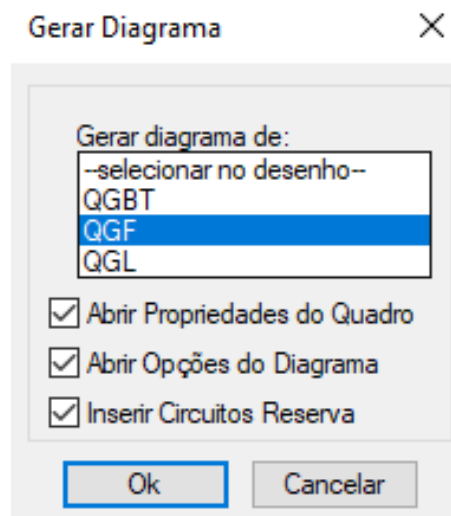 Gerar Diagrama
Gerar diagrama de:
--selecionar no desenho--
QGBT
QGF
QGL
Abrir Propriedades do Quadro
Abrir Opções do Diagrama
Inserir Circuitos Reserva
Ok
Cancelar